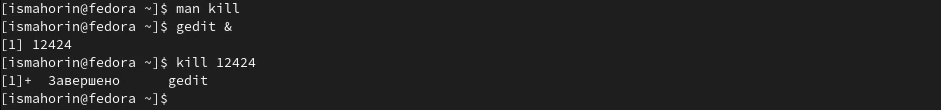 [ismahorin@fedora ~]$ man kill
[ismahorin@fedora ~]$ gedit &
[1] 12424
[ismahorin@fedora ~]$ kill 12424
[1]+  Завершено      gedit
[ismahorin@fedora ~]$